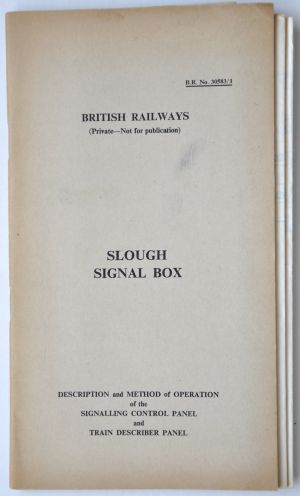 B.R. No. 30583/1
BRITISH RAILWAYS
(Private—Not for publication)
SLOUGH
SIGNAL BOX
DESCRIPTION and METHOD of OPERATION
of the
SIGNALLING CONTROL PANEL
and
TRAIN DESCRIBER PANEL